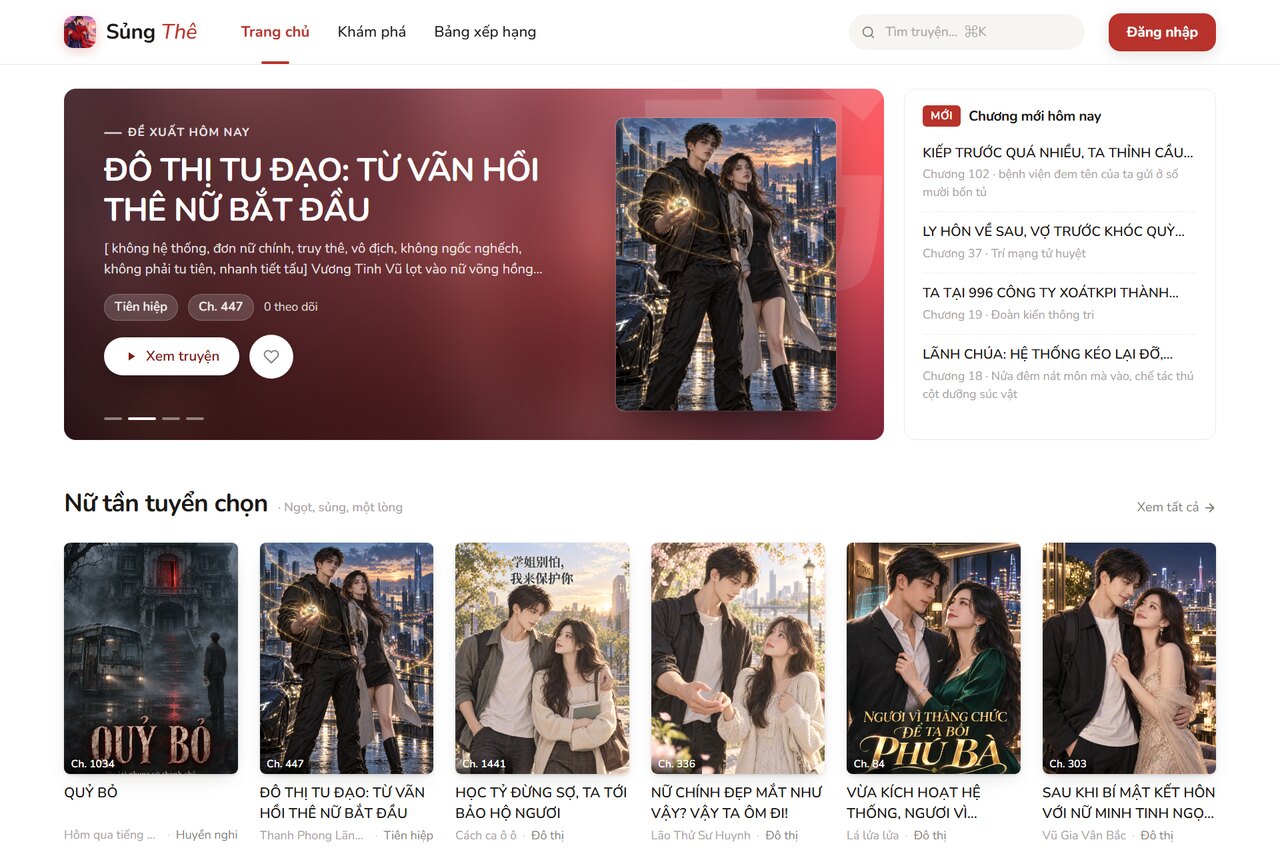 Sủng Thê
Trang chủ
Khám phá
Bảng xếp hạng
Tìm truyện... ⌘K
Đăng nhập
ĐỀ XUẤT HÔM NAY
ĐÔ THỊ TU ĐẠO: TỪ VÃN HỒI
THÊ NỮ BẮT ĐẦU
[ không hệ thống, đơn nữ chính, truy thê, vô địch, không ngốc nghếch,
không phải tu tiên, nhanh tiết tấu] Vương Tinh Vũ lọt vào nữ võng hồng...
Tiên hiệp
Ch. 447
0 theo dõi
Xem truyện
MỚI
Chương mới hôm nay
KIẾP TRƯỚC QUÁ NHIỀU, TA THỈNH CẦU...
Chương 102 · bệnh viện đem tên của ta gửi ở số
mười bốn tủ
LY HÔN VỀ SAU, VỢ TRƯỚC KHÓC QUỲ...
Chương 37 · Trí mạng tử huyệt
TA TẠI 996 CÔNG TY XOÁTKPI THÀNH...
Chương 19 · Đoàn kiến thông tri
LÃNH CHÚA: HỆ THỐNG KÉO LẠI ĐỠ,...
Chương 18 · Nửa đêm nát môn mà vào, chế tác thú
cột dưỡng súc vật
Nữ tần tuyển chọn
· Ngọt, sủng, một lòng
Xem tất cả →
QUỶ BỎ
Ch. 1034
Ch. 447
学姐别怕,
我来保护你
Ch. 1441
Ch. 336
NGƯƠI VÌ THĂNG CHỨC
ĐỂ TA BỒI
PHÚ BÀ
Ch. 84
Ch. 303
QUỶ BỎ
Hôm qua tiếng ... · Huyền nghi
ĐÔ THỊ TU ĐẠO: TỪ VÃN
HỒI THÊ NỮ BẮT ĐẦU
Thanh Phong Lãn... · Tiên hiệp
HỌC TỶ ĐỪNG SỢ, TA TỚI
BẢO HỘ NGƯƠI
Cách ca ô ô · Đô thị
NỮ CHÍNH ĐẸP MẮT NHƯ
VẬY? VẬY TA ÔM ĐI!
Lão Thử Sư Huynh · Đô thị
VỪA KÍCH HOẠT HỆ
THỐNG, NGƯƠI VÌ...
Lá lửa lửa · Đô thị
SAU KHI BÍ MẬT KẾT HÔN
VỚI NỮ MINH TINH NGỌ...
Vũ Gia Vân Bắc · Đô thị